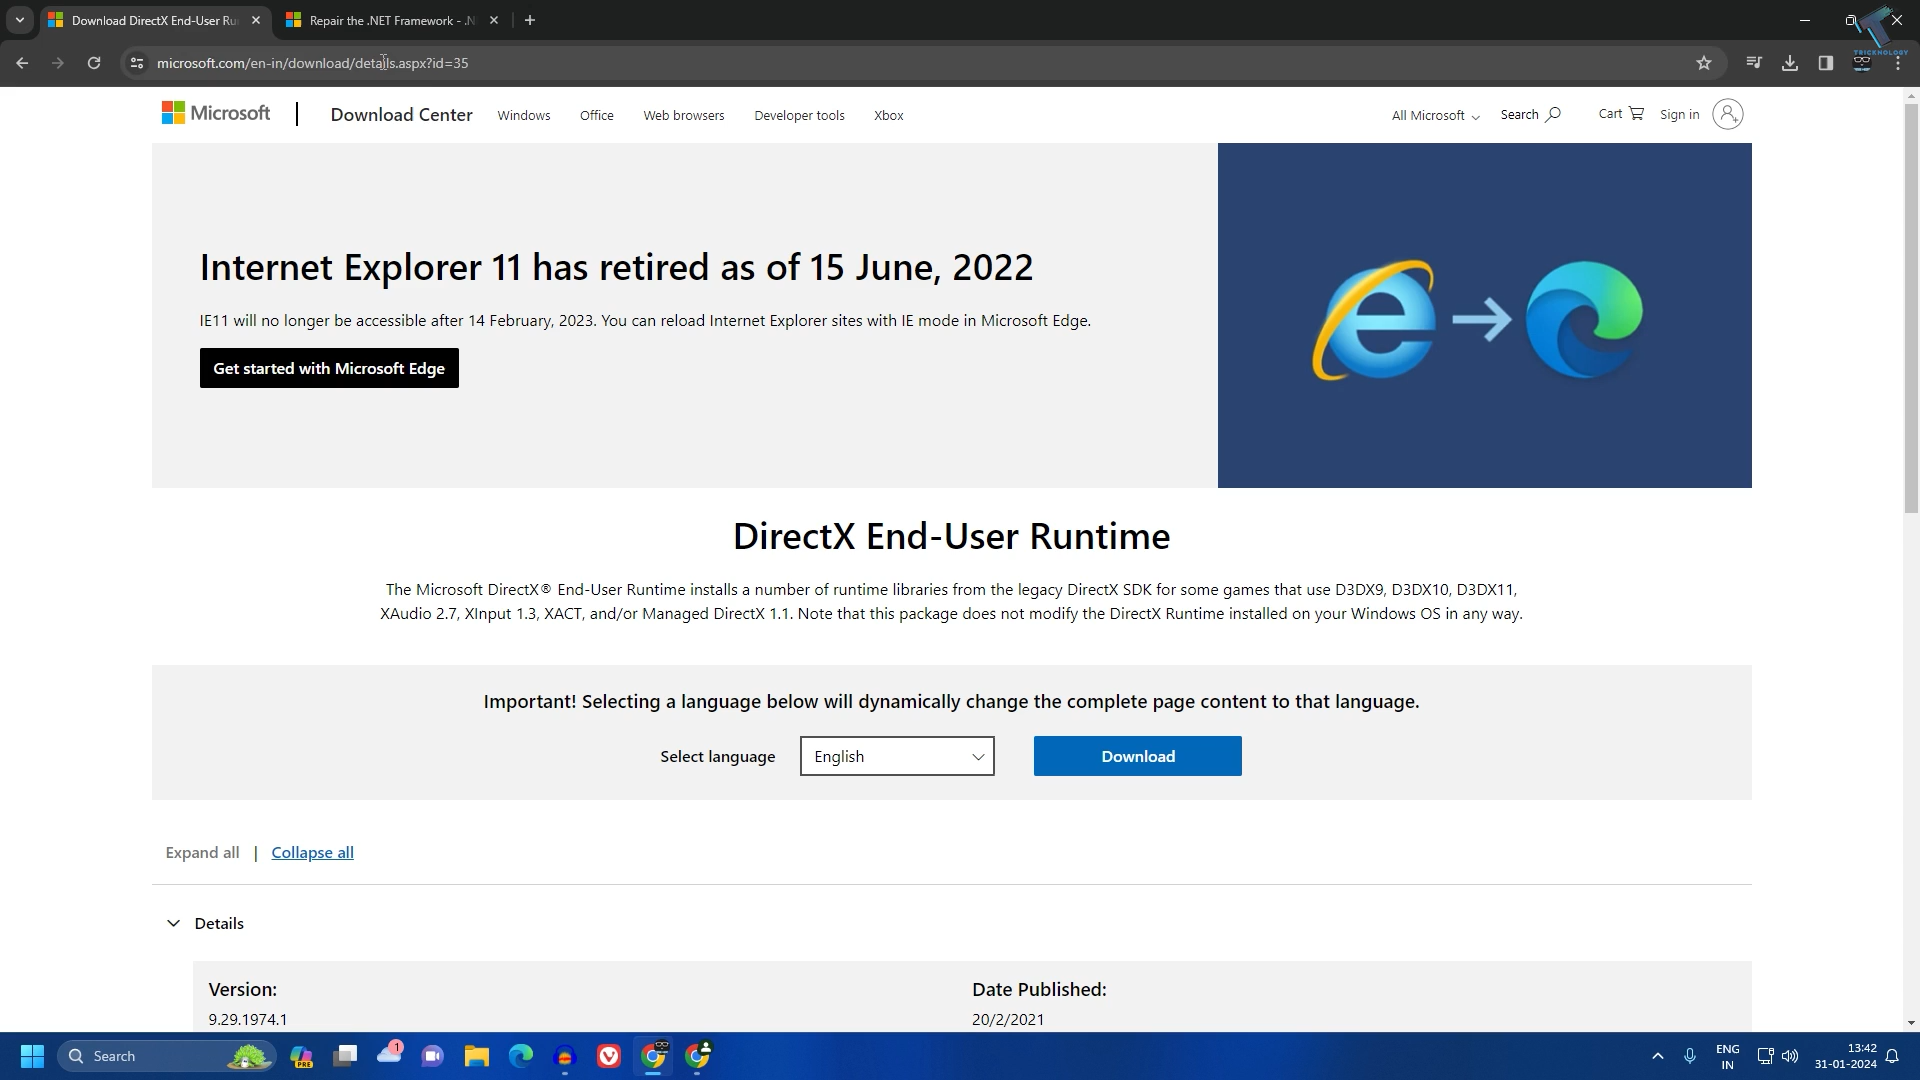 Download DirectX End-User Ru
Repair the .NET Framework - .N
TRICKNOLOGY
microsoft.com/en-in/download/details.aspx?id=35
Microsoft
Download Center
Windows
Office
Web browsers
Developer tools
Xbox
All Microsoft
Search
Cart
Sign in
Internet Explorer 11 has retired as of 15 June, 2022
IE11 will no longer be accessible after 14 February, 2023. You can reload Internet Explorer sites with IE mode in Microsoft Edge.
Get started with Microsoft Edge
DirectX End-User Runtime
The Microsoft DirectX® End-User Runtime installs a number of runtime libraries from the legacy DirectX SDK for some games that use D3DX9, D3DX10, D3DX11,
XAudio 2.7, XInput 1.3, XACT, and/or Managed DirectX 1.1. Note that this package does not modify the DirectX Runtime installed on your Windows OS in any way.
Important! Selecting a language below will dynamically change the complete page content to that language.
Select language
English
Download
Expand all | Collapse all
Details
Version:
9.29.1974.1
Date Published:
20/2/2021
Search
PRE
1
ENG
IN
13:42
31-01-2024